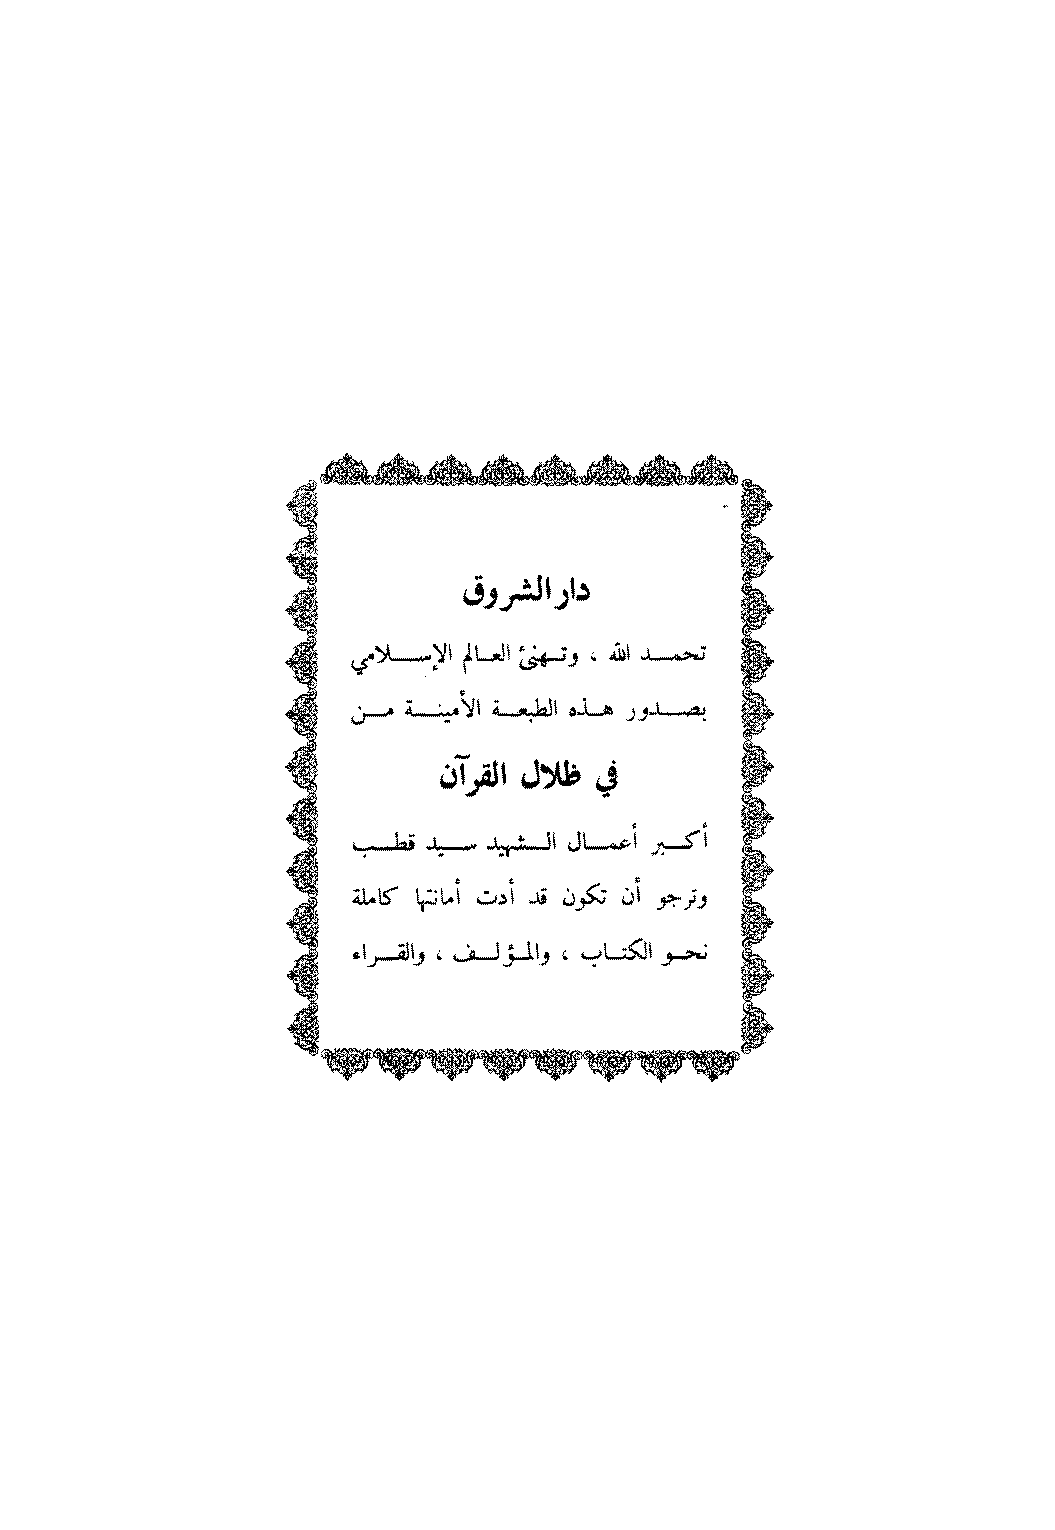 دار الشروق
تحمد الله ، وتهنئ العالم الإسلامي
بصدور هذه الطبعة الأمينة من
في ظلال القرآن
أكبر أعمال الشهيد سيد قطب
وترجو أن تكون قد أدت أمانتها كاملة
نحو الكتاب ، والمؤلف ، والقراء